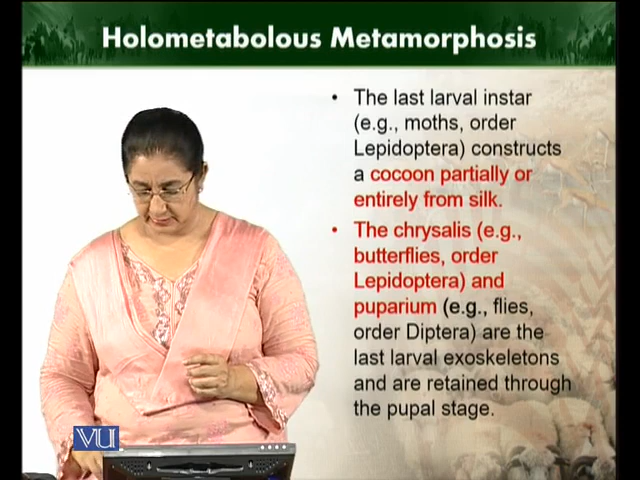 Holometabolous Metamorphosis
• The last larval instar
(e.g., moths, order
Lepidoptera) constructs
a cocoon partially or
entirely from silk.
• The chrysalis (e.g.,
butterflies, order
Lepidoptera) and
puparium (e.g., flies,
order Diptera) are the
last larval exoskeletons
and are retained through
the pupal stage.
VU